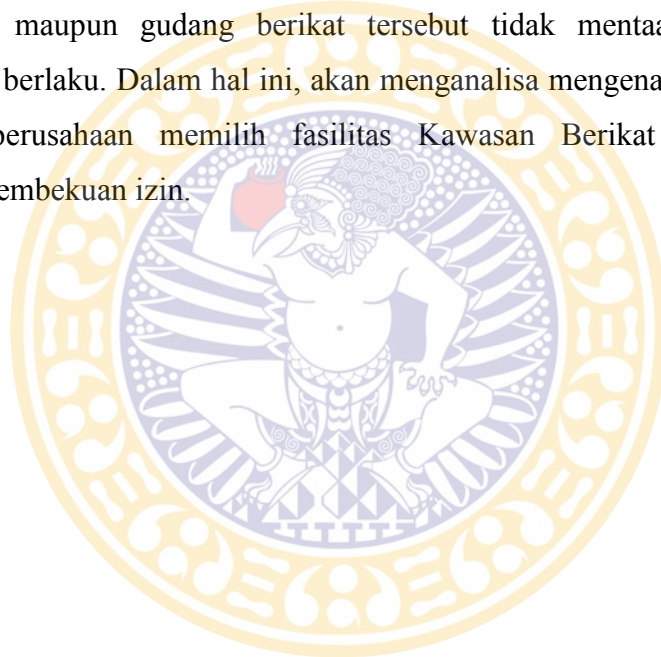 maupun gudang berikat tersebut tidak mentaa
berlaku. Dalam hal ini, akan menganalisa mengena
perusahaan memilih fasilitas Kawasan Berikat
embekuan izin.